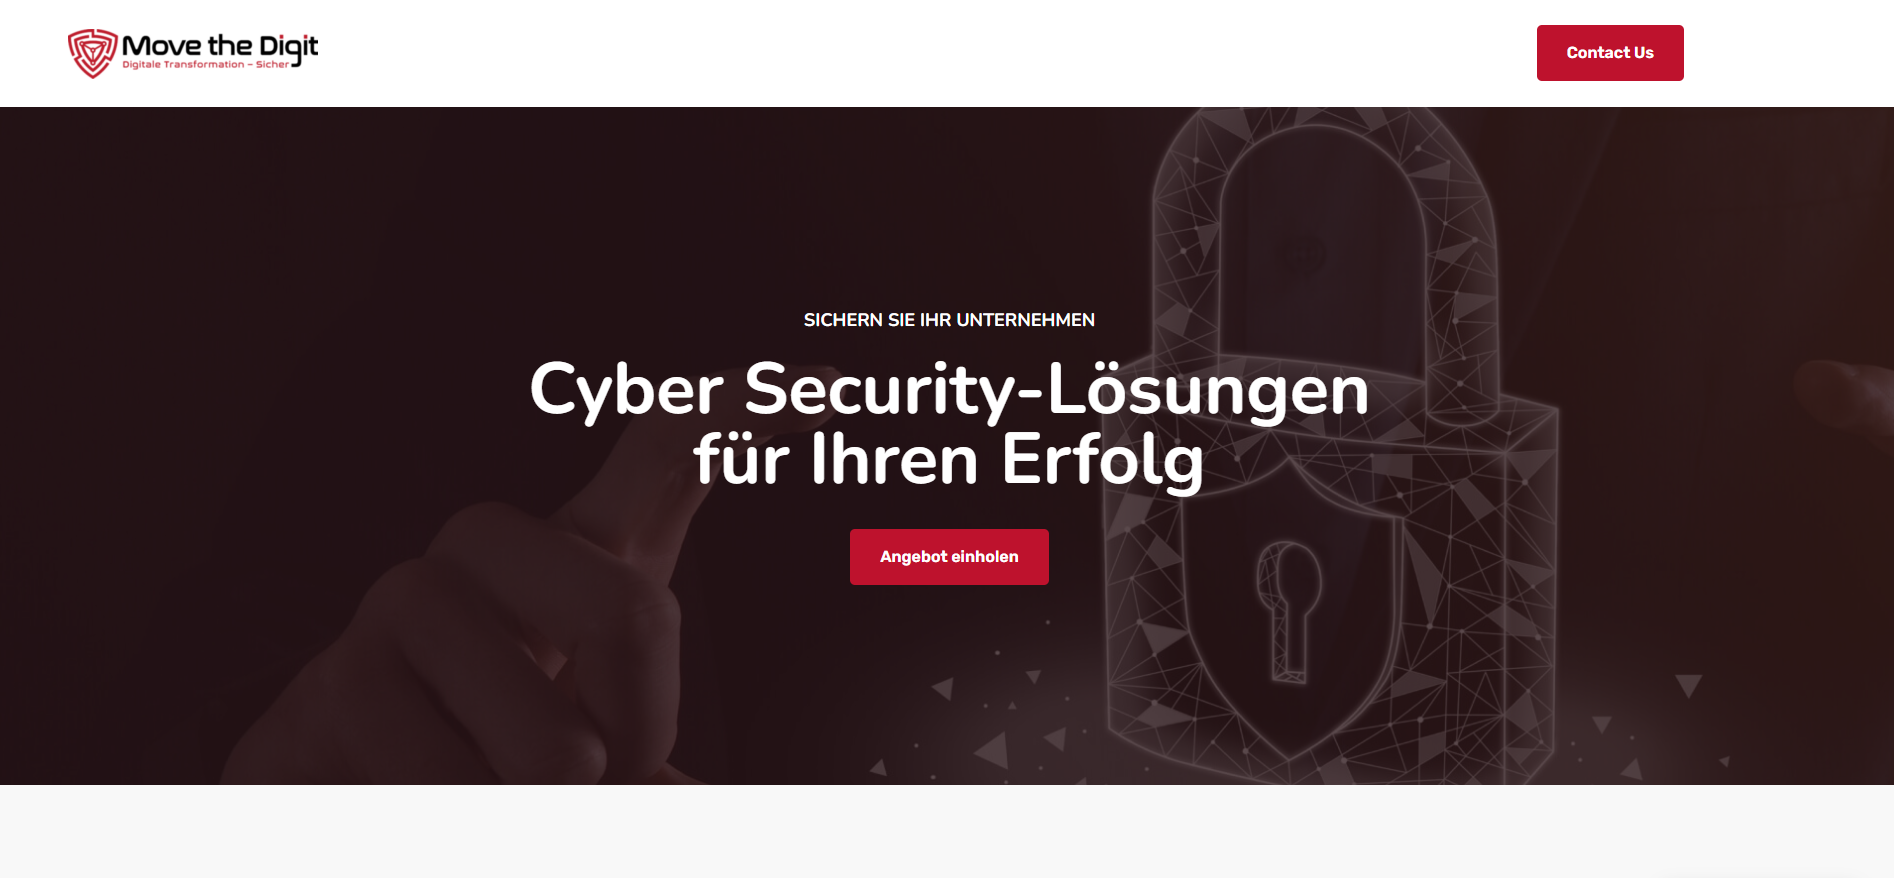 Move the Digit
Digitale Transformation – Sicher
Contact Us
SICHERN SIE IHR UNTERNEHMEN
Cyber Security-Lösungen
für Ihren Erfolg
Angebot einholen